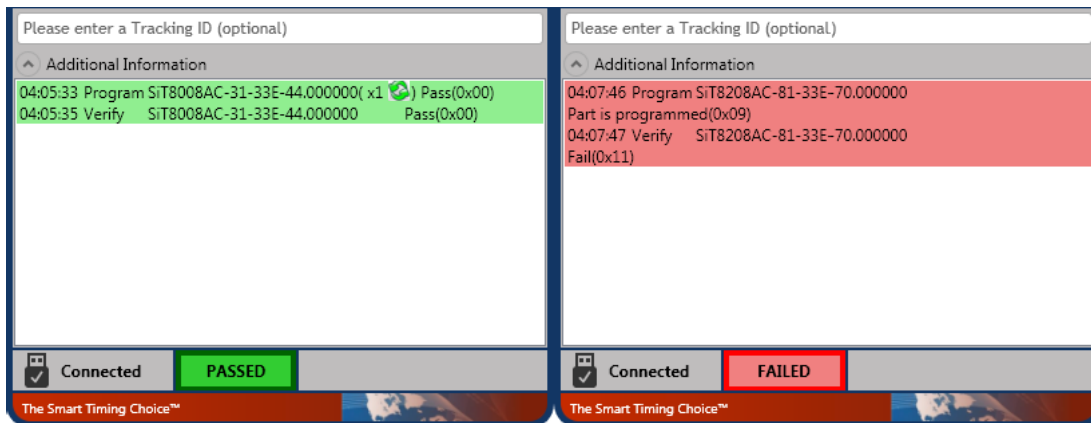 Please enter a Tracking ID (optional)
Additional Information
04:05:33 Program SiT8008AC-31-33E-44.000000( x1 ) Pass(0x00)
04:05:35 Verify SiT8008AC-31-33E-44.000000 Pass(0x00)
Connected
PASSED
The Smart Timing Choice™
Please enter a Tracking ID (optional)
Additional Information
04:07:46 Program SiT8208AC-81-33E-70.000000
Part is programmed(0x09)
04:07:47 Verify SiT8208AC-81-33E-70.000000
Fail(0x11)
Connected
FAILED
The Smart Timing Choice™